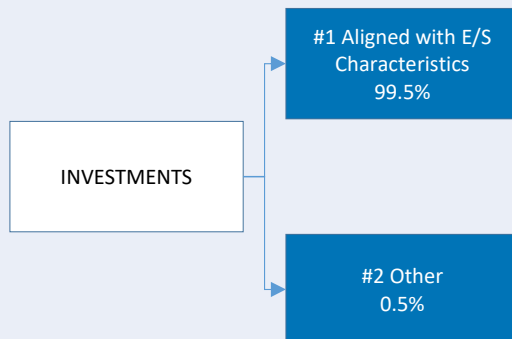 #1 Aligned with E/S
Characteristics
99.5%
INVESTMENTS
#2 Other
0.5%